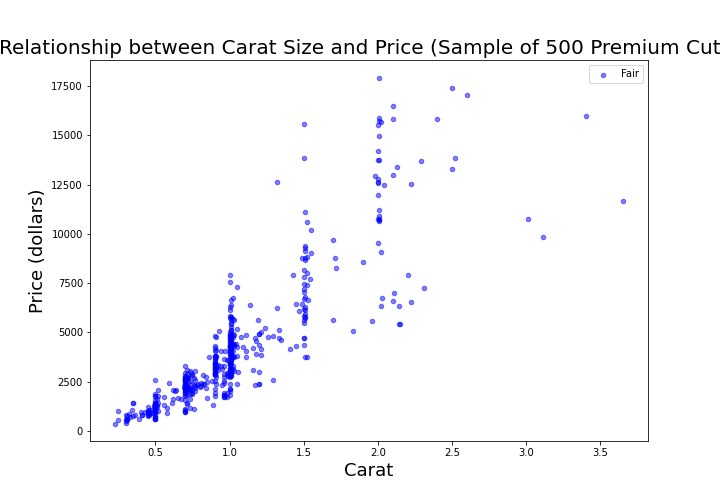 Relationship between Carat Size and Price (Sample of 500 Premium Cut
Fair
17500
15000
12500
10000
7500
5000
2500
0
Price (dollars)
0.5 1.0 1.5 2.0 2.5 3.0 3.5
Carat